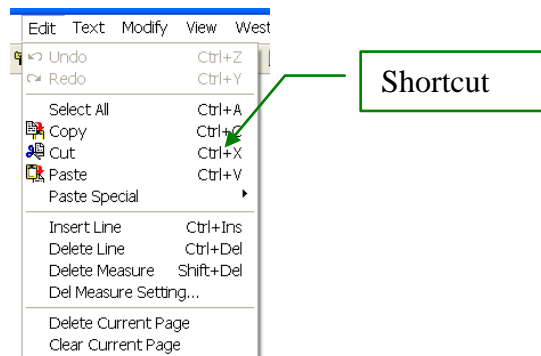 Edit Text Modify View West
Undo Ctrl+Z
Redo Ctrl+Y
Select All Ctrl+A
Copy Ctrl+C
Cut Ctrl+X
Paste Ctrl+V
Paste Special
Insert Line Ctrl+Ins
Delete Line Ctrl+Del
Delete Measure Shift+Del
Del Measure Setting...
Delete Current Page
Clear Current Page
Shortcut